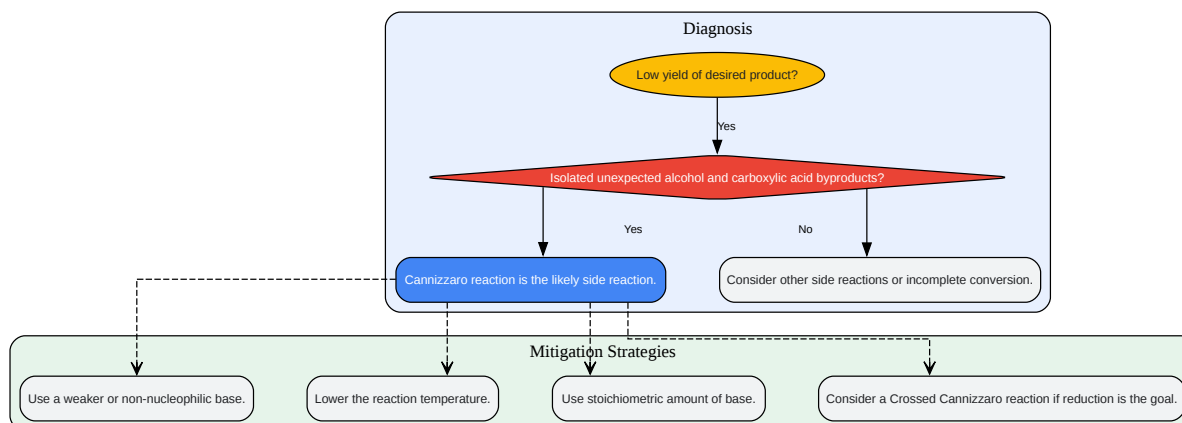 Diagnosis
Low yield of desired product?
Yes
Isolated unexpected alcohol and carboxylic acid byproducts?
Yes
No
Cannizzaro reaction is the likely side reaction.
Consider other side reactions or incomplete conversion.
Mitigation Strategies
Use a weaker or non-nucleophilic base.
Lower the reaction temperature.
Use stoichiometric amount of base.
Consider a Crossed Cannizzaro reaction if reduction is the goal.